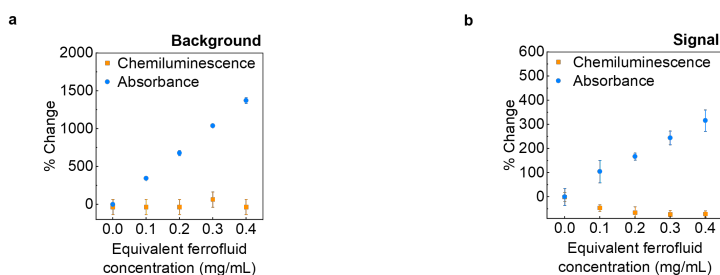 a
Background
Chemiluminescence
Absorbance
2000
1500
1000
500
0
% Change
0.0 0.1 0.2 0.3 0.4
Equivalent ferrofluid
concentration (mg/mL)
b
Signal
Chemiluminescence
Absorbance
600
500
400
300
200
100
0
% Change
0.0 0.1 0.2 0.3 0.4
Equivalent ferrofluid
concentration (mg/mL)